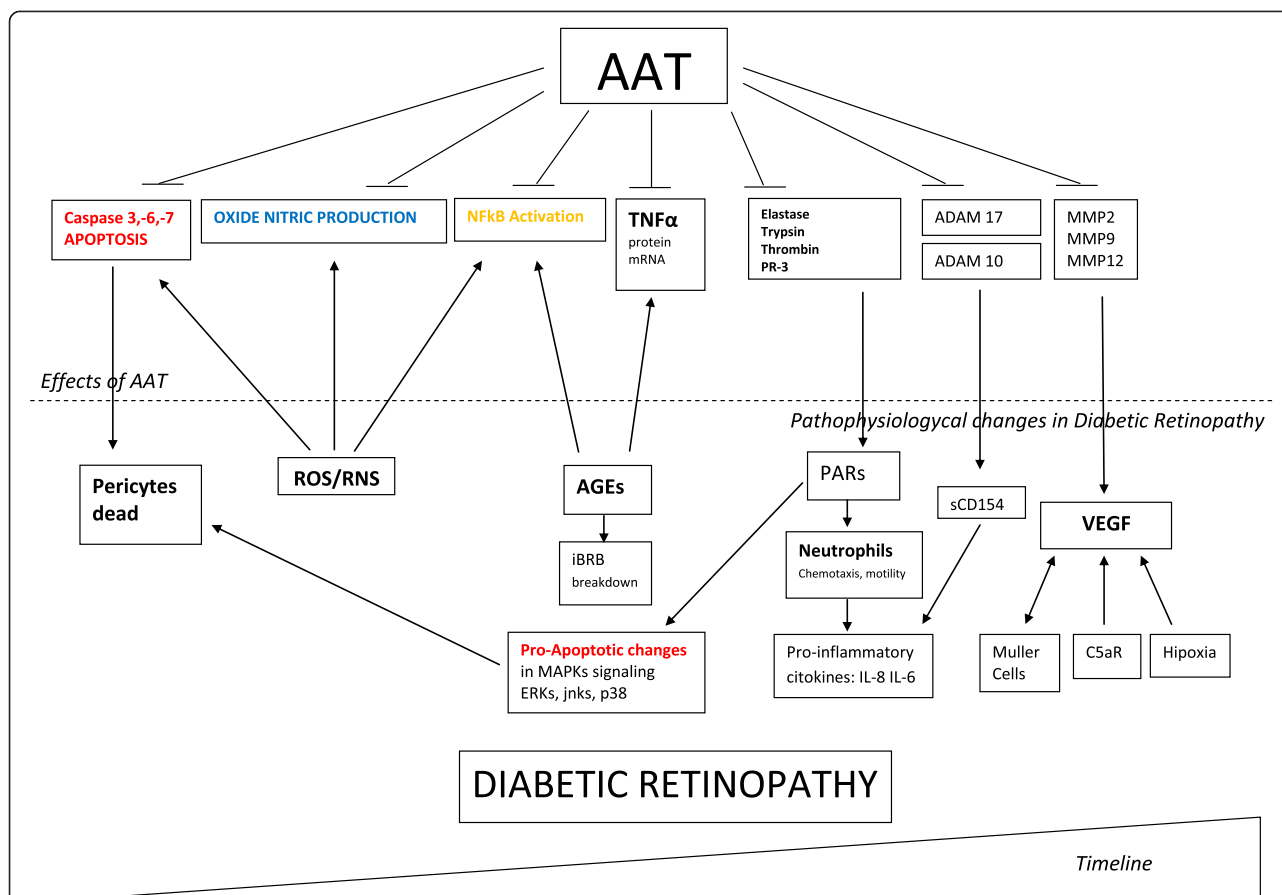 AAT
Caspase 3,-6,-7
APOPTOSIS
OXIDE NITRIC PRODUCTION
NFkB Activation
TNFα
protein
mRNA
Elastase
Trypsin
Thrombin
PR-3
ADAM 17
ADAM 10
MMP2
MMP9
MMP12
Effects of AAT
Pathophysiologycal changes in Diabetic Retinopathy
Pericytes
dead
ROS/RNS
AGEs
iBRB
breakdown
PARs
Neutrophils
Chemotaxis, motility
sCD154
VEGF
Pro-Apoptotic changes
in MAPKs signaling
ERKs, jnks, p38
Pro-inflammatory
citokines: IL-8 IL-6
Muller
Cells
C5aR
Hipoxia
DIABETIC RETINOPATHY
Timeline